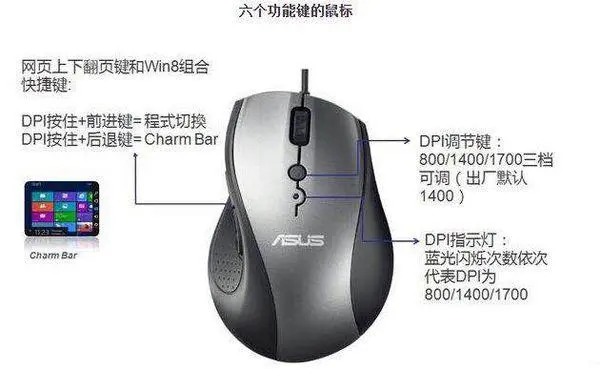 六个功能键的鼠标
网页上下翻页键和Win8组合
快捷键:
DPI按住+前进键= 程式切换
DPI按住+后退键= Charm Bar
Start
11:23
Charm Bar
ASUS
DPI调节键：
800/1400/1700三档
可调（出厂默认
1400）
DPI指示灯：
蓝光闪烁次数依次
代表DPI为
800/1400/1700